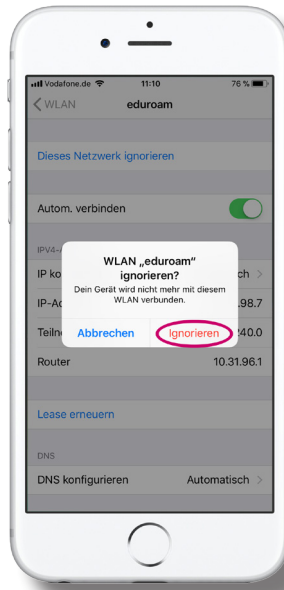 Vodafone.de 11:10 76 %
WLAN eduroam
Dieses Netzwerk ignorieren
Autom. verbinden
IPV4-
WLAN „eduroam“
ignorieren?
Dein Gerät wird nicht mehr mit diesem
WLAN verbunden.
Abbrechen Ignorieren
IP ko ch
IP-A .98.7
Teiln 240.0
Router 10.31.96.1
Lease erneuern
DNS
DNS konfigurieren Automatisch